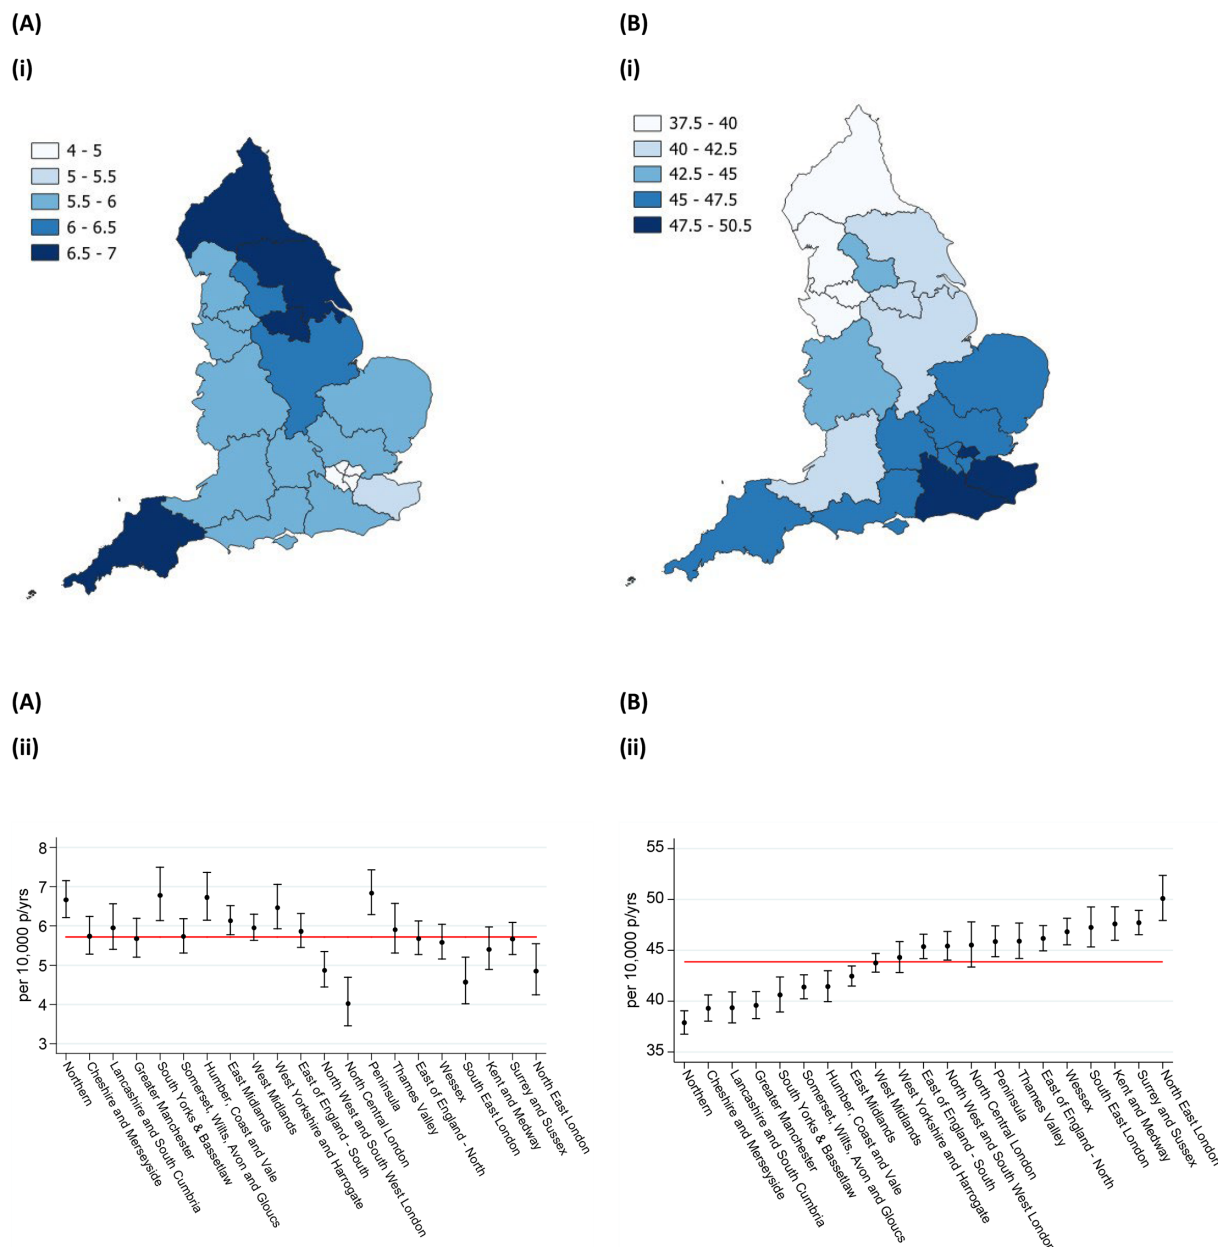 (A)
(i)
4 - 5
5 - 5.5
5.5 - 6
6 - 6.5
6.5 - 7
(B)
(i)
37.5 - 40
40 - 42.5
42.5 - 45
45 - 47.5
47.5 - 50.5
(A)
(ii)
per 10,000 p/yrs
8
7
6
5
4
3
Northern
Cheshire and Merseyside
Lancashire and South Cumbria
Greater Manchester
South Yorks & Bassetlaw
Somerset, Wilts, Avon and Gloucs
Humber, Coast and Vale
East Midlands
West Midlands
West Yorkshire and Harrogate
East of England - South
North West and South West London
North Central London
Peninsula
Thames Valley
East of England - North
Wessex
South East London
Kent and Medway
Surrey and Sussex
North East London
(B)
(ii)
per 10,000 p/yrs
55
50
45
40
35
Northern
Cheshire and Merseyside
Lancashire and South Cumbria
Greater Manchester
South Yorks & Bassetlaw
Somerset, Wilts, Avon and Gloucs
Humber, Coast and Vale
East Midlands
West Midlands
West Yorkshire and Harrogate
East of England - South
North West and South West London
North Central London
Peninsula
Thames Valley
East of England - North
Wessex
South East London
Kent and Medway
Surrey and Sussex
North East London